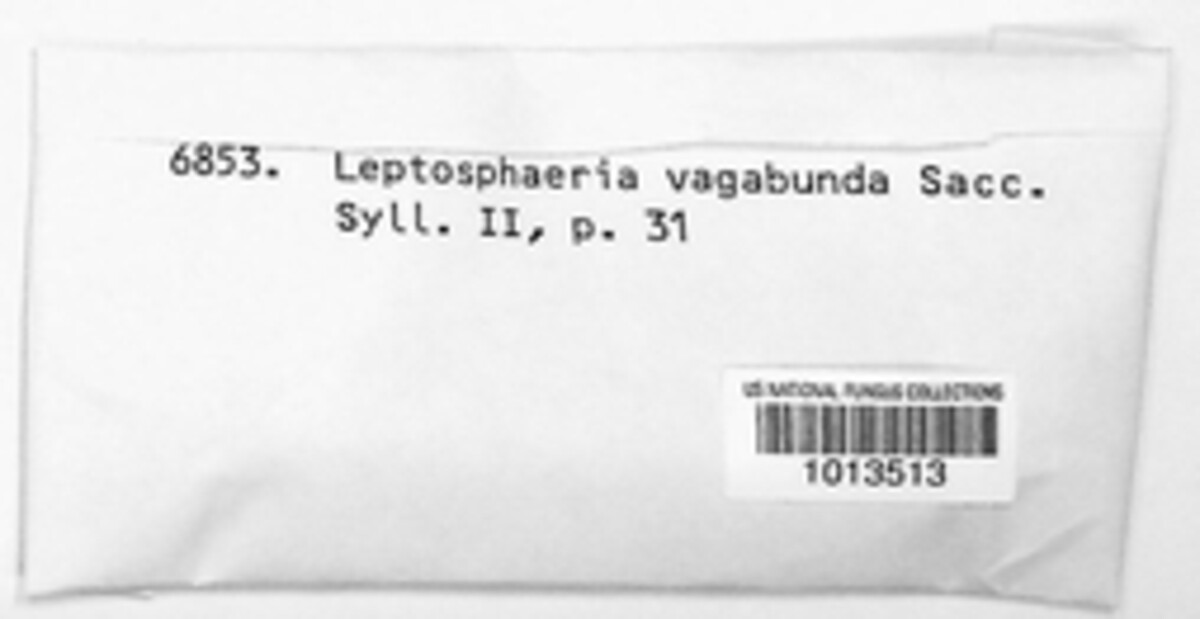 6853. Leptosphaeria vagabunda Sacc.
Syll. II, p. 31
US NATIONAL FUNGUS COLLECTIONS
1013513